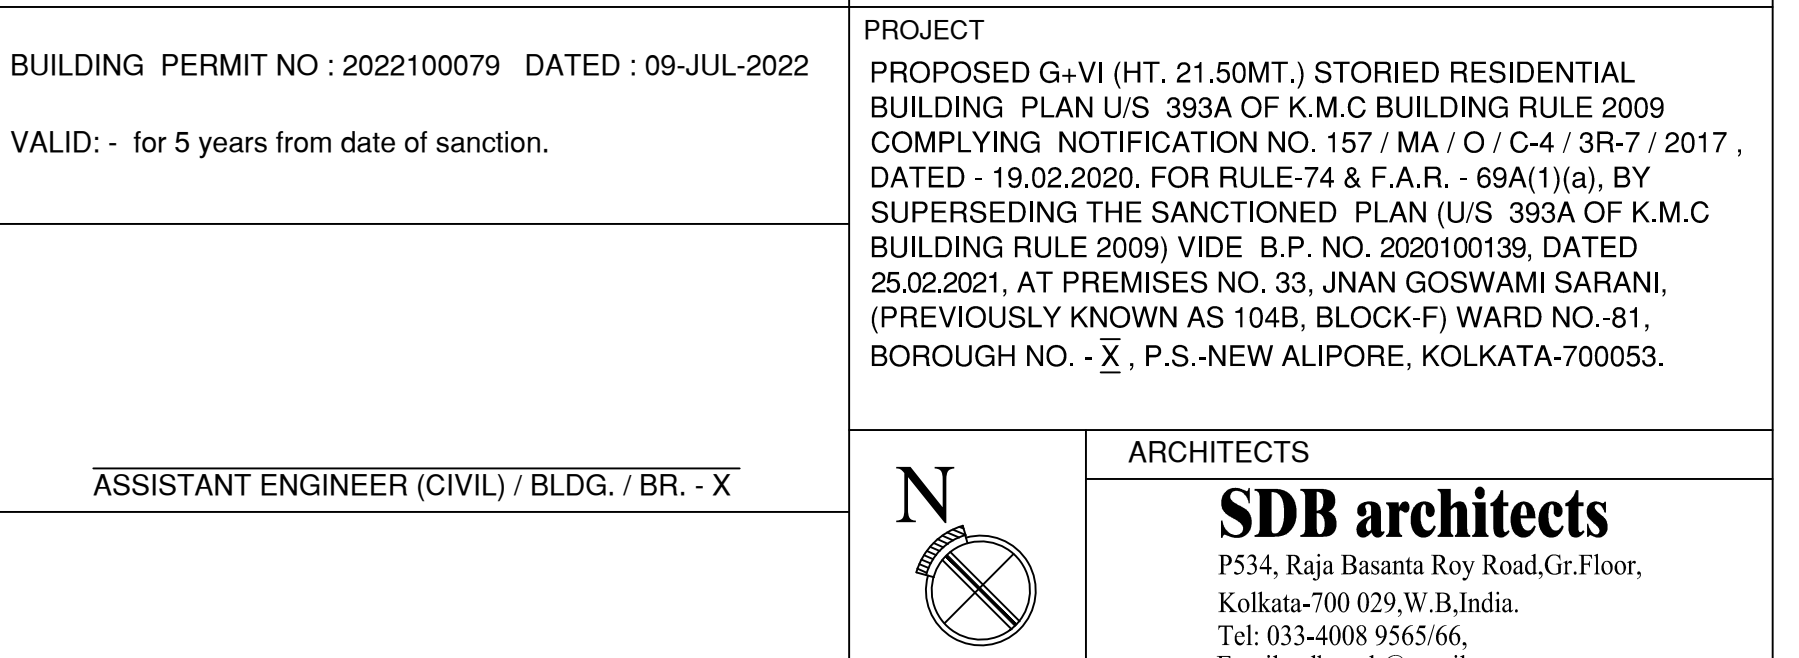 BUILDING PERMIT NO : 2022100079 DATED : 09-JUL-2022
VALID: - for 5 years from date of sanction.
ASSISTANT ENGINEER (CIVIL) / BLDG. / BR. - X
PROJECT
PROPOSED G+VI (HT. 21.50MT.) STORIED RESIDENTIAL
BUILDING PLAN U/S 393A OF K.M.C BUILDING RULE 2009
COMPLYING NOTIFICATION NO. 157 / MA / O / C-4 / 3R-7 / 2017 ,
DATED - 19.02.2020. FOR RULE-74 & F.A.R. - 69A(1)(a), BY
SUPERSEDING THE SANCTIONED PLAN (U/S 393A OF K.M.C
BUILDING RULE 2009) VIDE B.P. NO. 2020100139, DATED
25.02.2021, AT PREMISES NO. 33, JNAN GOSWAMI SARANI,
(PREVIOUSLY KNOWN AS 104B, BLOCK-F) WARD NO.-81,
BOROUGH NO. - X , P.S.-NEW ALIPORE, KOLKATA-700053.
N
ARCHITECTS
SDB architects
P534, Raja Basanta Roy Road,Gr.Floor,
Kolkata-700 029,W.B,India.
Tel: 033-4008 9565/66,